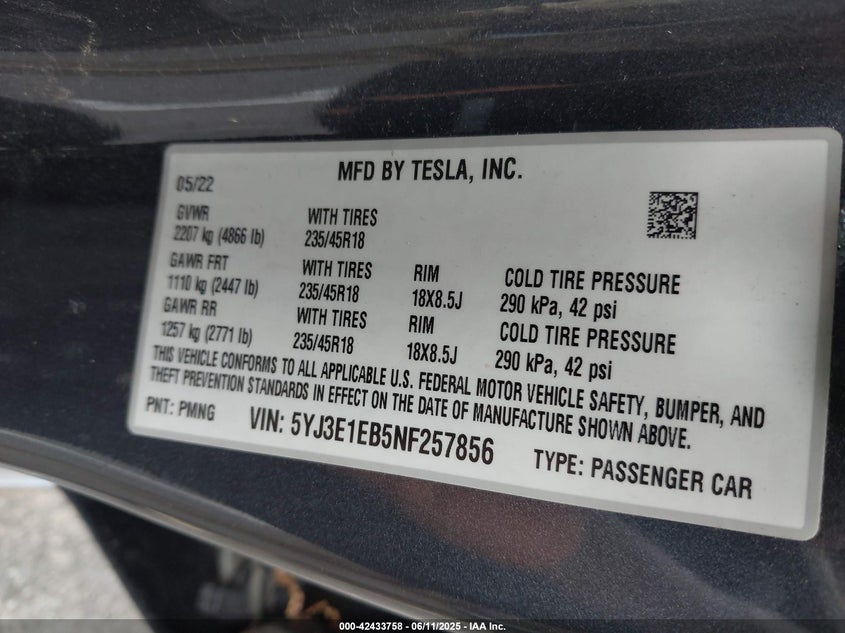 MFD BY TESLA, INC.
05/22
GVWR
2207 kg (4866 lb)
WITH TIRES
235/45R18
GAWR FRT
1110 kg (2447 lb)
WITH TIRES
235/45R18
RIM
18X8.5J
COLD TIRE PRESSURE
290 kPa, 42 psi
GAWR RR
1257 kg (2771 lb)
WITH TIRES
235/45R18
RIM
18X8.5J
COLD TIRE PRESSURE
290 kPa, 42 psi
THIS VEHICLE CONFORMS TO ALL APPLICABLE U.S. FEDERAL MOTOR VEHICLE SAFETY, BUMPER, AND
THEFT PREVENTION STANDARDS IN EFFECT ON THE DATE OF MANUFACTURE SHOWN ABOVE.
PNT: PMNG
VIN: 5YJ3E1EB5NF257856
TYPE: PASSENGER CAR
000-42433758 - 06/11/2025 - IAA Inc.